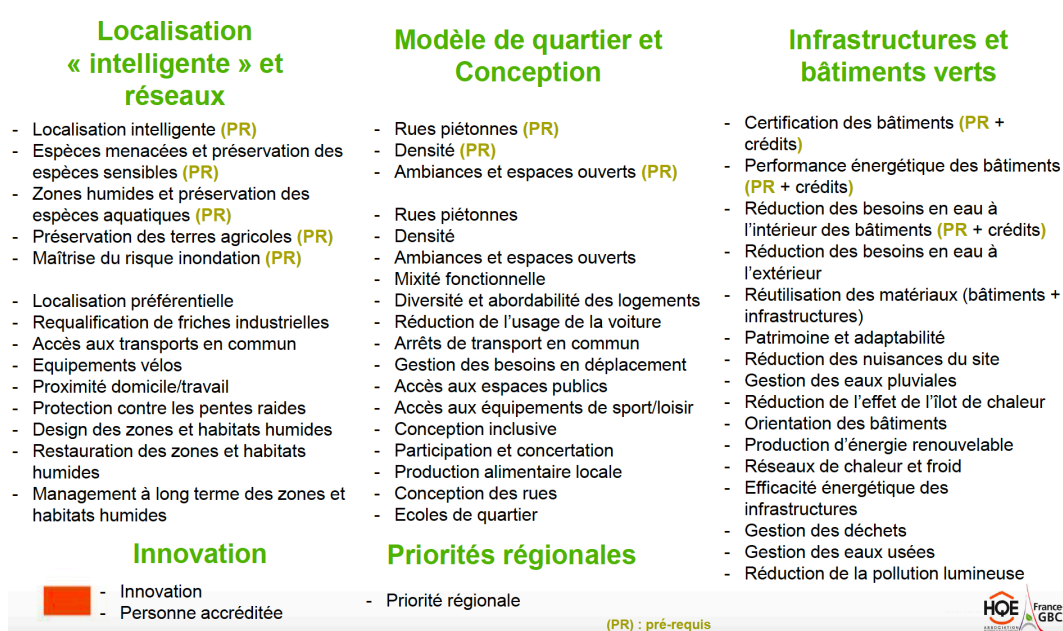 Localisation
« intelligente » et
réseaux
- Localisation intelligente (PR)
- Espèces menacées et préservation des
espèces sensibles (PR)
- Zones humides et préservation des
espèces aquatiques (PR)
- Préservation des terres agricoles (PR)
- Maîtrise du risque inondation (PR)
- Localisation préférentielle
- Requalification de friches industrielles
- Accès aux transports en commun
- Equipements vélos
- Proximité domicile/travail
- Protection contre les pentes raides
- Design des zones et habitats humides
- Restauration des zones et habitats
humides
- Management à long terme des zones et
habitats humides
Modèle de quartier et
Conception
- Rues piétonnes (PR)
- Densité (PR)
- Ambiances et espaces ouverts (PR)
- Rues piétonnes
- Densité
- Ambiances et espaces ouverts
- Mixité fonctionnelle
- Diversité et abordabilité des logements
- Réduction de l'usage de la voiture
- Arrêts de transport en commun
- Gestion des besoins en déplacement
- Accès aux espaces publics
- Accès aux équipements de sport/loisir
- Conception inclusive
- Participation et concertation
- Production alimentaire locale
- Conception des rues
- Ecoles de quartier
Infrastructures et
bâtiments verts
- Certification des bâtiments (PR +
crédits)
- Performance énergétique des bâtiments
(PR + crédits)
- Réduction des besoins en eau à
l'intérieur des bâtiments (PR + crédits)
- Réduction des besoins en eau à
l'extérieur
- Réutilisation des matériaux (bâtiments +
infrastructures)
- Patrimoine et adaptabilité
- Réduction des nuisances du site
- Gestion des eaux pluviales
- Réduction de l'effet de l'îlot de chaleur
- Orientation des bâtiments
- Production d'énergie renouvelable
- Réseaux de chaleur et froid
- Efficacité énergétique des
infrastructures
- Gestion des déchets
- Gestion des eaux usées
- Réduction de la pollution lumineuse
Innovation
- Innovation
- Personne accréditée
Priorités régionales
- Priorité régionale
(PR) : pré-requis
HQE
ASSOCIATION
France
GBC